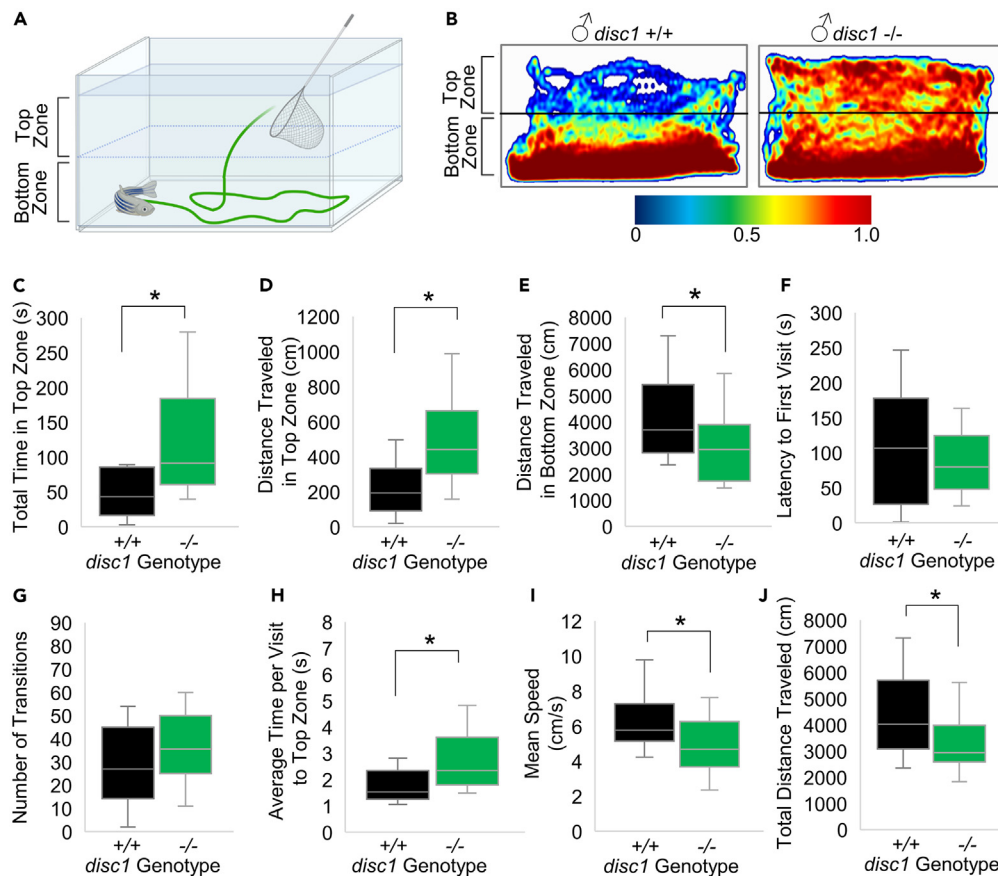 A
Top
Zone
Bottom
Zone
B
♂ disc1 +/+
♂ disc1 -/-
Top
Zone
Bottom
Zone
0
0.5
1.0
C
Total Time in Top Zone (s)
300
250
200
150
100
50
0
*
+/+
-/-
disc1 Genotype
D
Distance Traveled
in Top Zone (cm)
1200
1000
800
600
400
200
0
*
+/+
-/-
disc1 Genotype
E
Distance Traveled
in Bottom Zone (cm)
8000
7000
6000
5000
4000
3000
2000
1000
0
*
+/+
-/-
disc1 Genotype
F
Latency to First Visit (s)
300
250
200
150
100
50
0
+/+
-/-
disc1 Genotype
G
Number of Transitions
90
80
70
60
50
40
30
20
10
0
+/+
-/-
disc1 Genotype
H
Average Time per Visit
to Top Zone (s)
8
7
6
5
4
3
2
1
0
*
+/+
-/-
disc1 Genotype
I
Mean Speed
(cm/s)
12
10
8
6
4
2
0
*
+/+
-/-
disc1 Genotype
J
Total Distance Traveled (cm)
8000
7000
6000
5000
4000
3000
2000
1000
0
*
+/+
-/-
disc1 Genotype